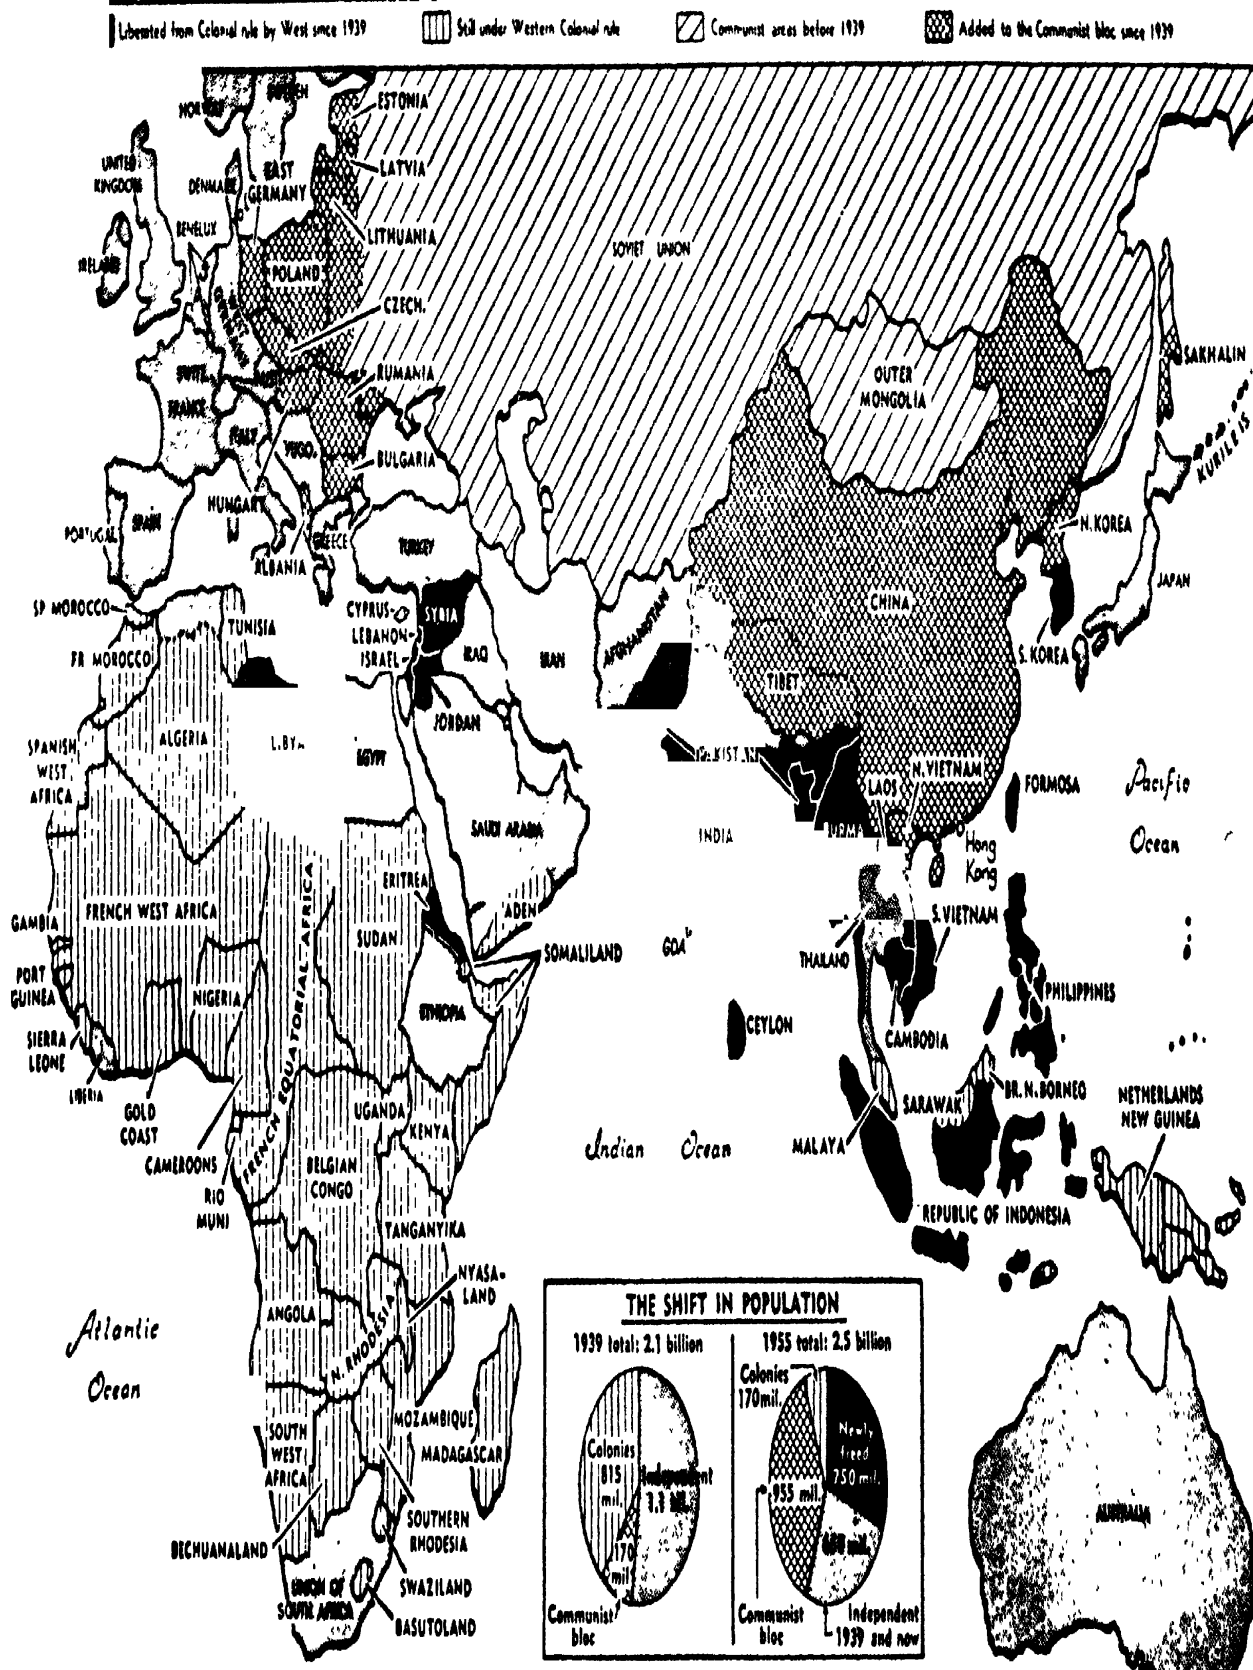 Liberated from Colonial rule by West since 1939
Still under Western Colonial rule
Communist areas before 1939
Added to the Communist bloc since 1939
NORWAY
ESTONIA
UNITED
KINGDOM
DENMARK
EAST
GERMANY
LATVIA
BENELUX
LITHUANIA
IRELAND
POLAND
SOVIET UNION
CZECH.
SWITZ.
RUMANIA
OUTER
MONGOLIA
SAKHALIN
FRANCE
ITALY
YUGO.
BULGARIA
KURILE IS
HUNGARY
PORTUGAL
SPAIN
GREECE
TURKEY
N. KOREA
ALBANIA
JAPAN
SP MOROCCO
TUNISIA
CYPRUS
SYRIA
LEBANON
ISRAEL
IRAQ
IRAN
AFGHANISTAN
CHINA
FR MOROCCO
S. KOREA
TIBET
JORDAN
SPANISH
WEST
AFRICA
ALGERIA
EGYPT
N. VIETNAM
LAOS
FORMOSA
Pacific
Ocean
SAUDI ARABIA
INDIA
Hong
Kong
ERITREA
ADEN
GAMBIA
FRENCH WEST AFRICA
FRENCH EQUATORIAL AFRICA
SUDAN
SOMALILAND
GOA
S. VIETNAM
THAILAND
PORT
GUINEA
NIGERIA
ETHIOPIA
PHILIPPINES
CEYLON
SIERRA
LEONE
CAMBODIA
LIBERIA
GOLD
COAST
UGANDA
KENYA
SARAWAK
BR. N. BORNEO
NETHERLANDS
NEW GUINEA
Indian Ocean
MALAYA
CAMEROONS
RIO
MUNI
BELGIAN
CONGO
REPUBLIC OF INDONESIA
TANGANYIKA
NYASA-
LAND
ANGOLA
N. RHODESIA
Atlantic
Ocean
SOUTH
WEST
AFRICA
MOZAMBIQUE
MADAGASCAR
SOUTHERN
RHODESIA
BECHUANALAND
SWAZILAND
UNION OF
SOUTH AFRICA
BASUTOLAND
AUSTRALIA
THE SHIFT IN POPULATION
1939 total: 2.1 billion
Colonies
815
mil.
Independent
1.1 bil.
170
mil
Communist
bloc
1955 total: 2.5 billion
Colonies
170 mil.
Newly
freed
750 mil.
955 mil.
Communist
bloc
Independent
1939 and now